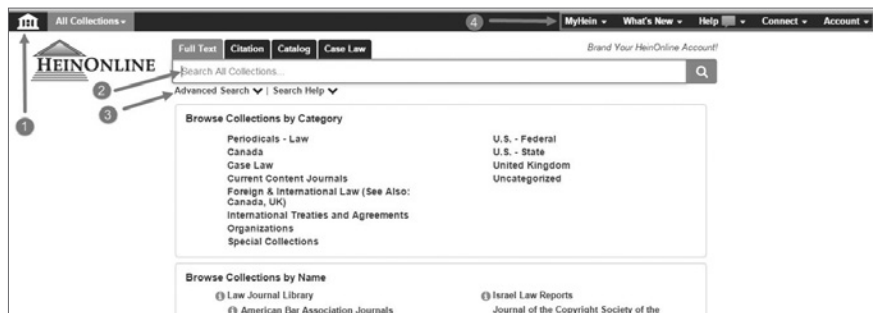 All Collections
4
MyHein
What's New
Help
Connect
Account
HEINONLINE
Full Text
Citation
Catalog
Case Law
Brand Your HeinOnline Account!
Search All Collections...
2
Advanced Search | Search Help
3
1
Browse Collections by Category
Periodicals - Law
Canada
Case Law
Current Content Journals
Foreign & International Law (See Also:
Canada, UK)
International Treaties and Agreements
Organizations
Special Collections
U.S. - Federal
U.S. - State
United Kingdom
Uncategorized
Browse Collections by Name
Law Journal Library
American Bar Association Journals
Israel Law Reports
Journal of the Copyright Society of the